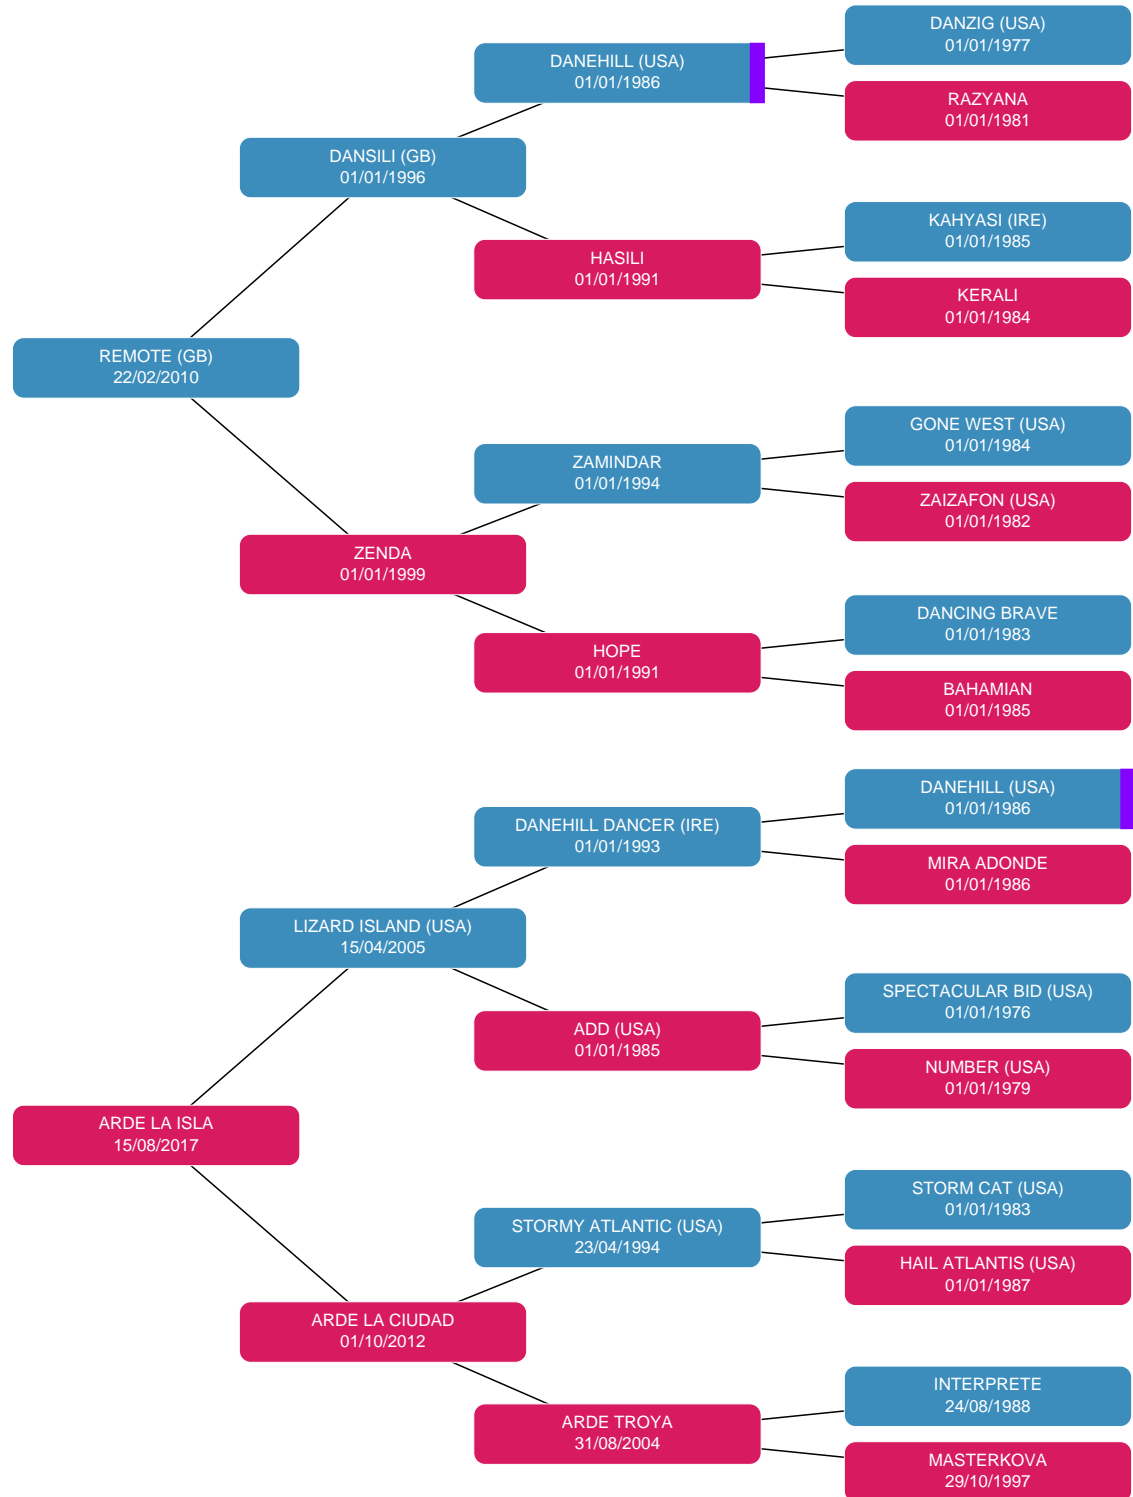 DANZIG (USA)
01/01/1977
DANEHILL (USA)
01/01/1986
RAZYANA
01/01/1981
DANSILI (GB)
01/01/1996
KAHYASI (IRE)
01/01/1985
HASILI
01/01/1991
KERALI
01/01/1984
REMOTE (GB)
22/02/2010
GONE WEST (USA)
01/01/1984
ZAMINDAR
01/01/1994
ZAIZAFON (USA)
01/01/1982
ZENDA
01/01/1999
DANCING BRAVE
01/01/1983
HOPE
01/01/1991
BAHAMIAN
01/01/1985
DANEHILL (USA)
01/01/1986
DANEHILL DANCER (IRE)
01/01/1993
MIRA ADONDE
01/01/1986
LIZARD ISLAND (USA)
15/04/2005
SPECTACULAR BID (USA)
01/01/1976
ADD (USA)
01/01/1985
NUMBER (USA)
01/01/1979
ARDE LA ISLA
15/08/2017
STORM CAT (USA)
01/01/1983
STORMY ATLANTIC (USA)
23/04/1994
HAIL ATLANTIS (USA)
01/01/1987
ARDE LA CIUDAD
01/10/2012
INTERPRETE
24/08/1988
ARDE TROYA
31/08/2004
MASTERKOVA
29/10/1997